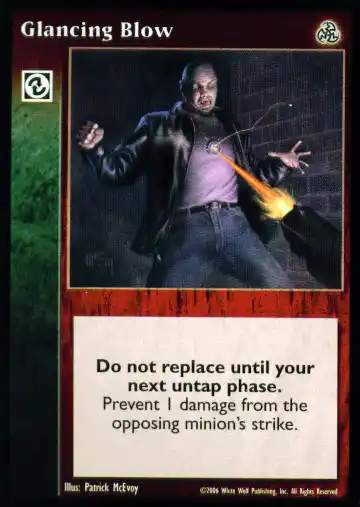 Glancing Blow
Do not replace until your
next untap phase.
Prevent 1 damage from the
opposing minion's strike.
Illus: Patrick McEvoy
©2006 White Wolf Publishing, Inc. All Rights Reserved